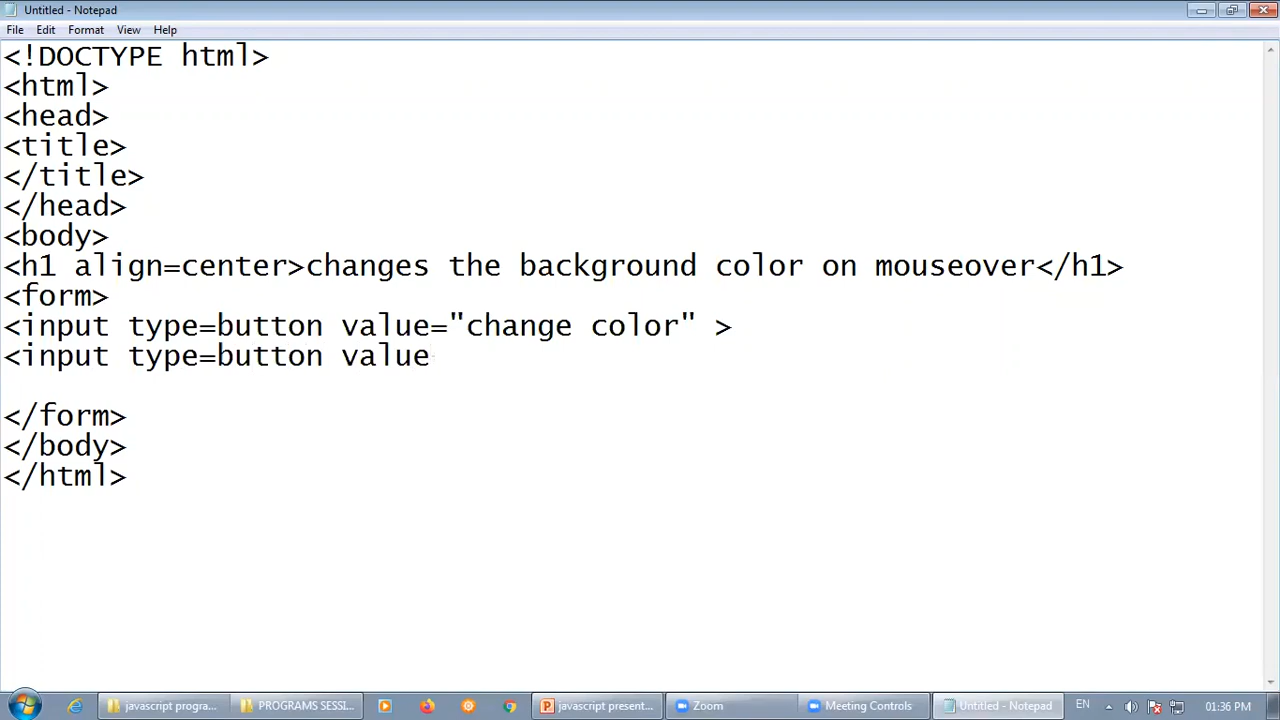 Untitled - Notepad
File Edit Format View Help
<!DOCTYPE html>
<html>
<head>
<title>
</title>
</head>
<body>
<h1 align=center>changes the background color on mouseover</h1>
<form>
<input type=button value="change color" >
<input type=button value
</form>
</body>
</html>
javascript progra... PROGRAMS SESSI... javascript present... Zoom Meeting Controls Untitled - Notepad EN 01:36 PM